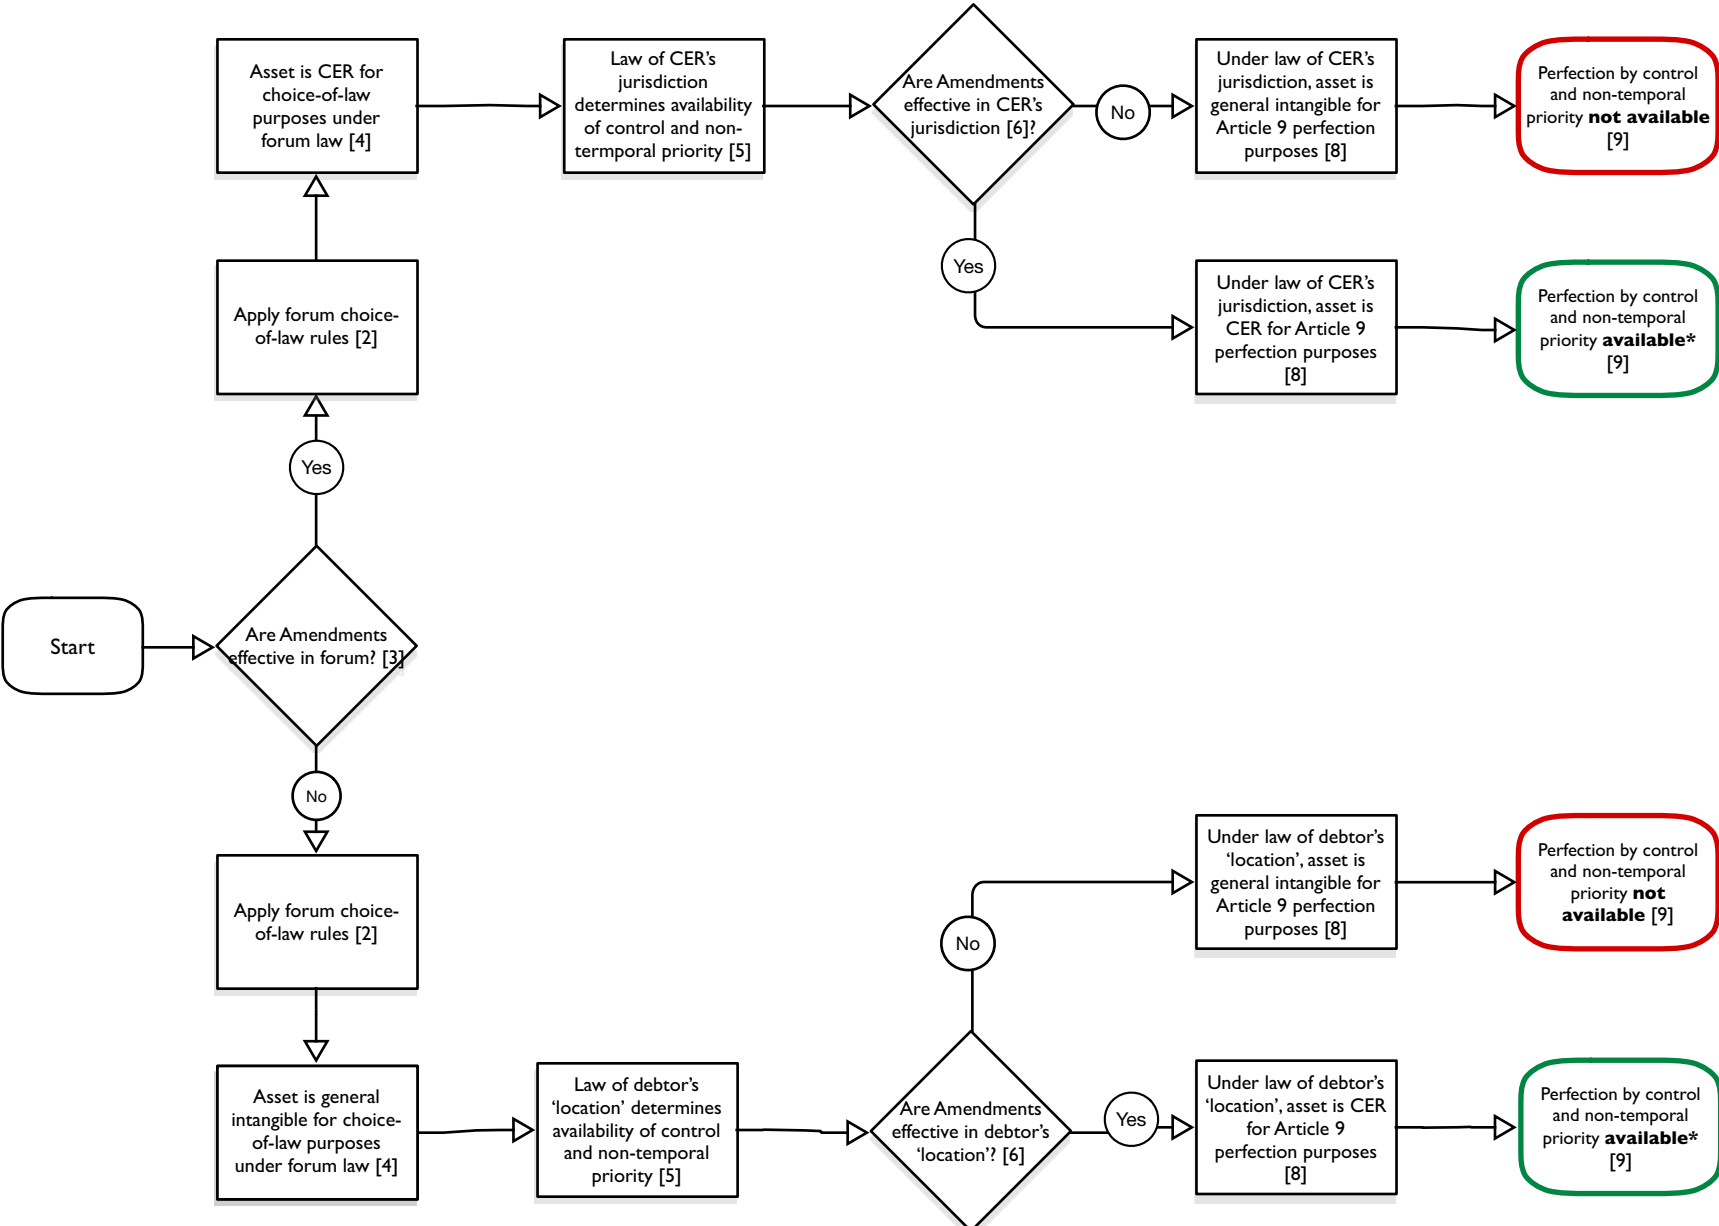 Asset is CER for
choice-of-law
purposes under
forum law [4]
Law of CER’s
jurisdiction
determines availability
of control and non-
termporal priority [5]
Are Amendments
effective in CER’s
jurisdiction [6]?
No
Under law of CER’s
jurisdiction, asset is
general intangible for
Article 9 perfection
purposes [8]
Perfection by control
and non-temporal
priority not available
[9]
Yes
Under law of CER’s
jurisdiction, asset is
CER for Article 9
perfection purposes
[8]
Perfection by control
and non-temporal
priority available*
[9]
Apply forum choice-
of-law rules [2]
Yes
Start
Are Amendments
effective in forum? [3]
No
Apply forum choice-
of-law rules [2]
Asset is general
intangible for choice-
of-law purposes
under forum law [4]
Law of debtor’s
‘location’ determines
availability of control
and non-temporal
priority [5]
Are Amendments
effective in debtor’s
‘location’? [6]
No
Under law of debtor’s
‘location’, asset is
general intangible for
Article 9 perfection
purposes [8]
Perfection by control
and non-temporal
priority not
available [9]
Yes
Under law of debtor’s
‘location’, asset is CER
for Article 9
perfection purposes
[8]
Perfection by control
and non-temporal
priority available*
[9]